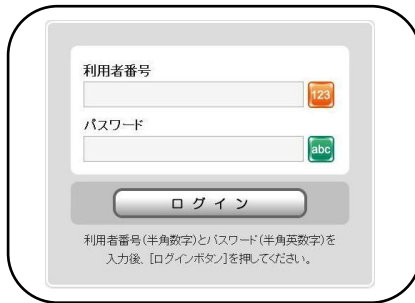 利用者番号
123
パスワード
abc
ログイン
利用者番号(半角数字)とパスワード(半角英数字)を
入力後、[ログインボタン]を押してください。